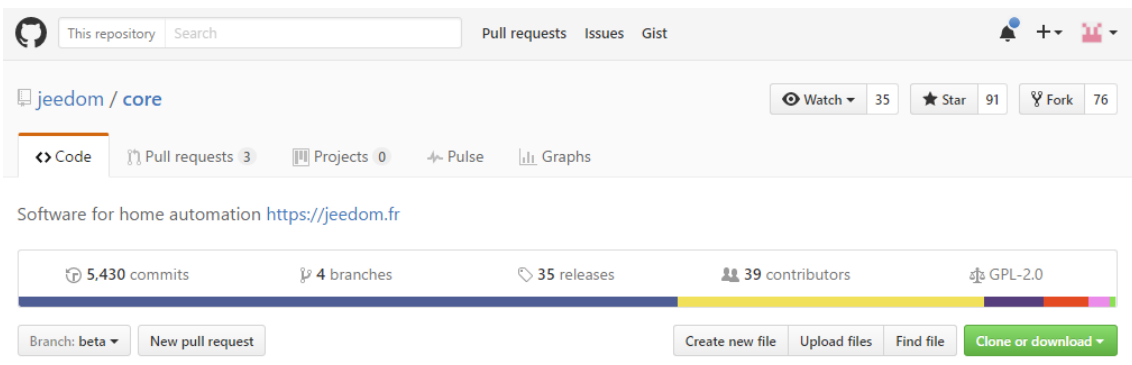 This repository Search Pull requests Issues Gist
jeedom / core Watch 35 Star 91 Fork 76
Code Pull requests 3 Projects 0 Pulse Graphs
Software for home automation https://jeedom.fr
5,430 commits 4 branches 35 releases 39 contributors GPL-2.0
Branch: beta New pull request Create new file Upload files Find file Clone or download